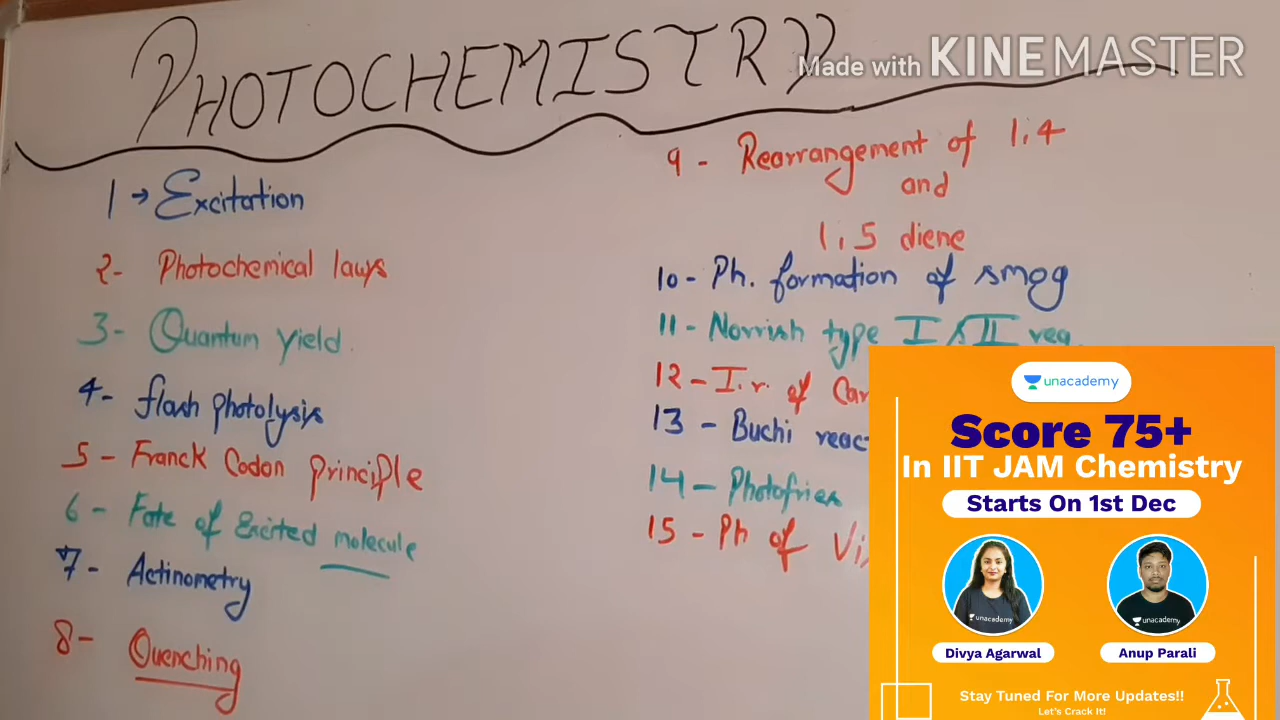 PHOTOCHEMISTRY
Made with KINEMASTER
1 → Excitation
2- Photochemical laws
3- Quantum yield.
4- flash photolysis
5 - Franck Codon principle
6 - Fate of Excited molecule
7 - Actinometry
8- Quenching
9 - Rearrangement of 1,4
and
1,5 diene
10 - Ph. formation of smog
11 - Norrish type I & II rea
12 - I.r. of
13 - Buchi
14 - Photofries
15 - Ph of
unacademy
Score 75+
In IIT JAM Chemistry
Starts On 1st Dec
unacademy
unacademy
Divya Agarwal
Anup Parali
Stay Tuned For More Updates!!
Let's Crack It!